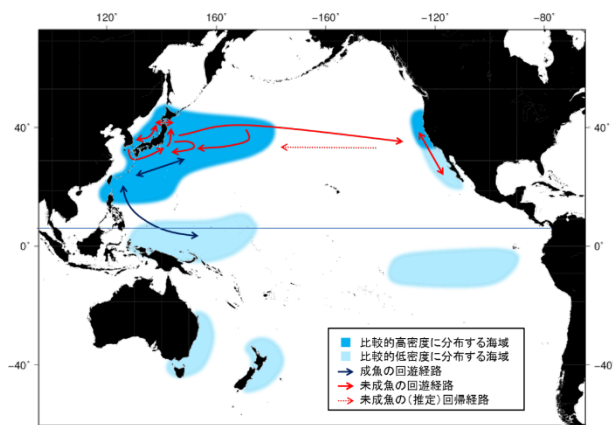 120° 160° -160° -120° -80°
40° 40°
0° 0°
-40° -40°
比較的高密度に分布する海域
比較的低密度に分布する海域
成魚の回遊経路
未成魚の回遊経路
未成魚の(推定)回帰経路